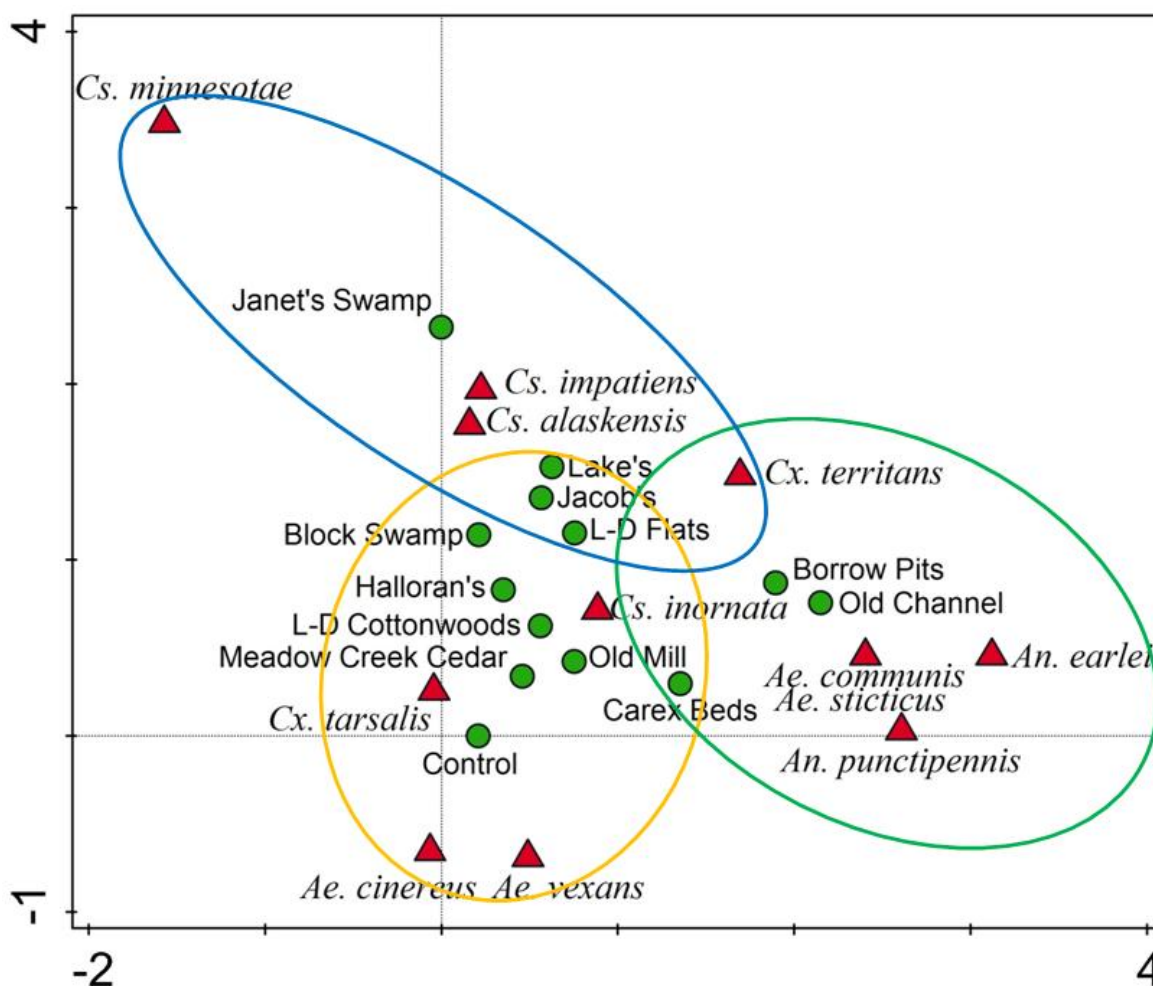 4
Cs. minnesotae
Janet's Swamp
Cs. impatiens
Cs. alaskensis
Lake's
Cx. territans
Jacob's
Block Swamp
L-D Flats
Borrow Pits
Halloran's
Cs. inornata
Old Channel
L-D Cottonwoods
Meadow Creek Cedar
Old Mill
An. earlei
Ae. communis
Ae. sticticus
Carex Beds
Cx. tarsalis
Control
An. punctipennis
Ae. cinereus
Ae. vexans
-1
-2
4